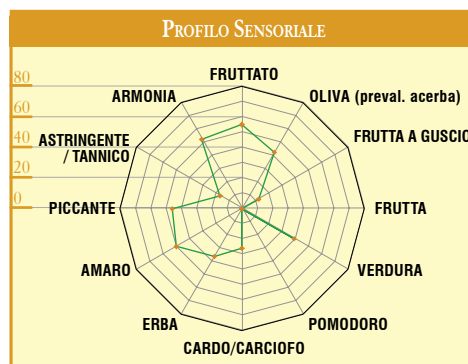 PROFILO SENSORIALE
80
60
40
20
0
FRUTTATO
OLIVA (preval. acerba)
FRUTTA A GUSCIO
FRUTTA
VERDURA
POMODORO
CARDO/CARCIOFO
ERBA
AMARO
PICCANTE
ASTRINGENTE
/ TANNICO
ARMONIA